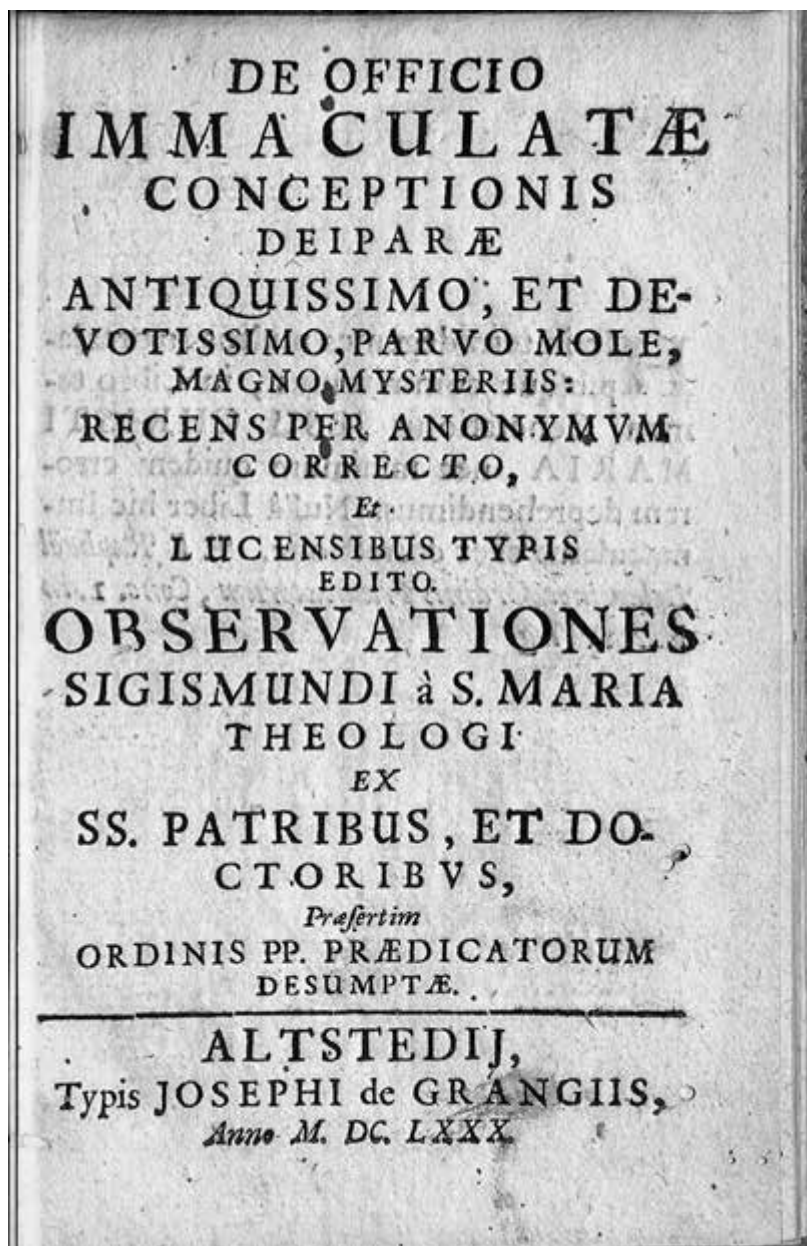 DE OFFICIO
IMMACULATÆ
CONCEPTIONIS
DEIPARÆ
ANTIQUISSIMO, ET DE-
VOTISSIMO, PARVO MOLE,
MAGNO MYSTERIIS:
RECENS PER ANONYMVM
CORRECTO,
Et
LUCENSIBUS TYPIS
EDITO.
OBSERVATIONES
SIGISMUNDI à S. MARIA
THEOLOGI
EX
SS. PATRIBUS, ET DO-
CTORIBVS,
Præsertim
ORDINIS PP. PRÆDICATORUM
DESUMPTÆ.
ALTSTEDIJ,
Typis JOSEPHI de GRANGIIS,
Anno M. DC. LXXX.